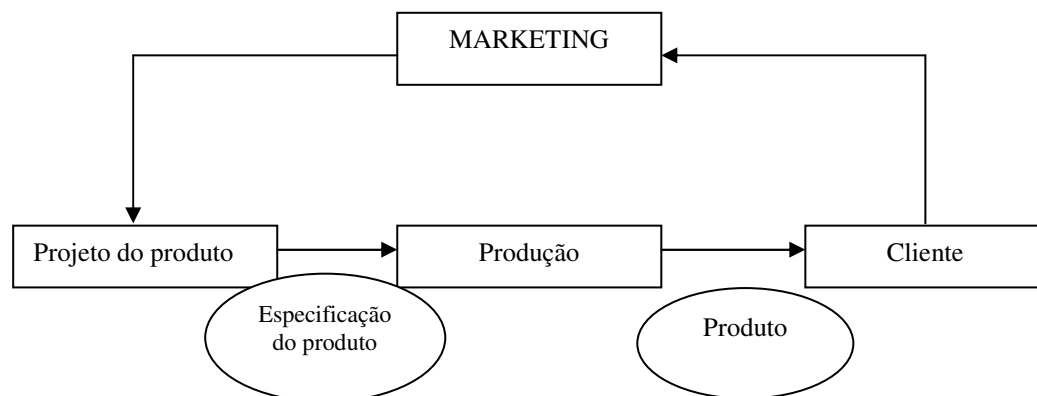 MARKETING
Projeto do produto
Produção
Cliente
Especificação
do produto
Produto